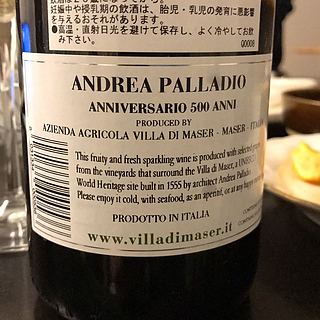 妊娠中や授乳期の飲酒は、胎児・乳児の発育に悪影響
を与えるおそれがあります。
●高温・直射日光を避けて保存し、よく冷やしてお飲
み下さい。
Q0008
ANDREA PALLADIO
ANNIVERSARIO 500 ANNI
PRODUCED BY
AZIENDA AGRICOLA VILLA DI MASER - MASER - ITALIA
This fruity and fresh sparkling wine is produced with selected grapes
from the vineyards that surround the Villa di Maser, a UNESCO
World Heritage site built in 1555 by architect Andrea Palladio.
Please enjoy it cold, with seafood, as an aperitif, or at any happy
PRODOTTO IN ITALIA
www.villadimaser.it